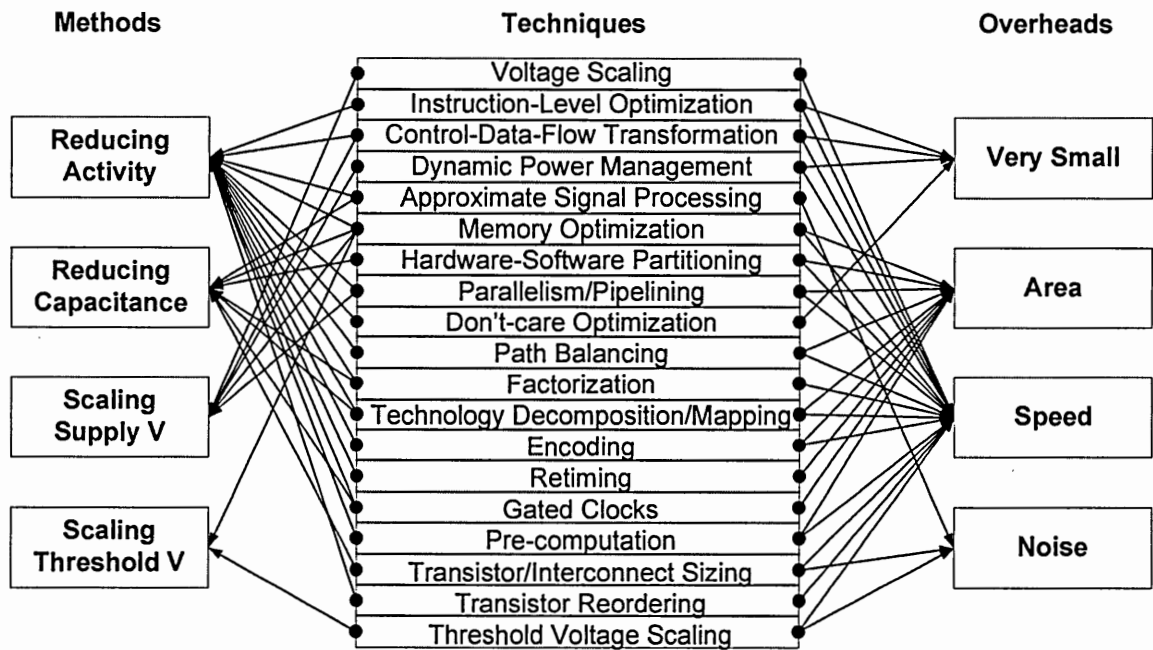 Methods
Techniques
Overheads
Reducing
Activity
Reducing
Capacitance
Scaling
Supply V
Scaling
Threshold V
Voltage Scaling
Instruction-Level Optimization
Control-Data-Flow Transformation
Dynamic Power Management
Approximate Signal Processing
Memory Optimization
Hardware-Software Partitioning
Parallelism/Pipelining
Don't-care Optimization
Path Balancing
Factorization
Technology Decomposition/Mapping
Encoding
Retiming
Gated Clocks
Pre-computation
Transistor/Interconnect Sizing
Transistor Reordering
Threshold Voltage Scaling
Very Small
Area
Speed
Noise